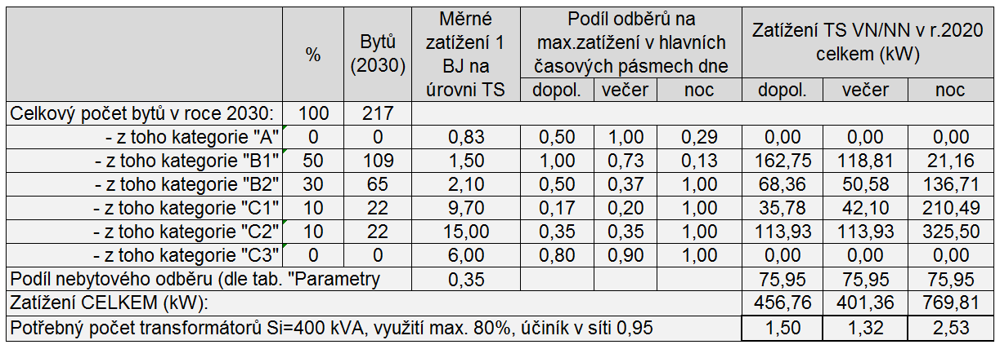 % Bytů (2030) Měrné zatížení 1 BJ na úrovni TS Podíl odběrů na max.zatížení v hlavních časových pásmech dne Zatížení TS VN/NN v r.2020 celkem (kW)
dopol. večer noc dopol. večer noc
Celkový počet bytů v roce 2030: 100 217
- z toho kategorie "A" 0 0 0,83 0,50 1,00 0,29 0,00 0,00 0,00
- z toho kategorie "B1" 50 109 1,50 1,00 0,73 0,13 162,75 118,81 21,16
- z toho kategorie "B2" 30 65 2,10 0,50 0,37 1,00 68,36 50,58 136,71
- z toho kategorie "C1" 10 22 9,70 0,17 0,20 1,00 35,78 42,10 210,49
- z toho kategorie "C2" 10 22 15,00 0,35 0,35 1,00 113,93 113,93 325,50
- z toho kategorie "C3" 0 0 6,00 0,80 0,90 1,00 0,00 0,00 0,00
Podíl nebytového odběru (dle tab. "Parametry 0,35 75,95 75,95 75,95
Zatížení CELKEM (kW): 456,76 401,36 769,81
Potřebný počet transformátorů Si=400 kVA, využití max. 80%, účiník v síti 0,95 1,50 1,32 2,53